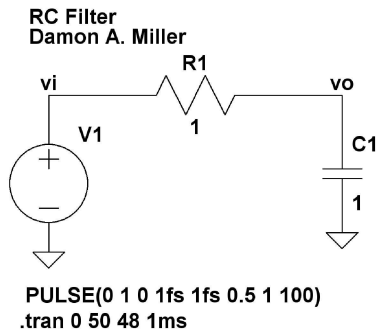 RC Filter
Damon A. Miller
R1
vi
vo
V1
1
C1
1
PULSE(0 1 0 1fs 1fs 0.5 1 100)
.tran 0 50 48 1ms